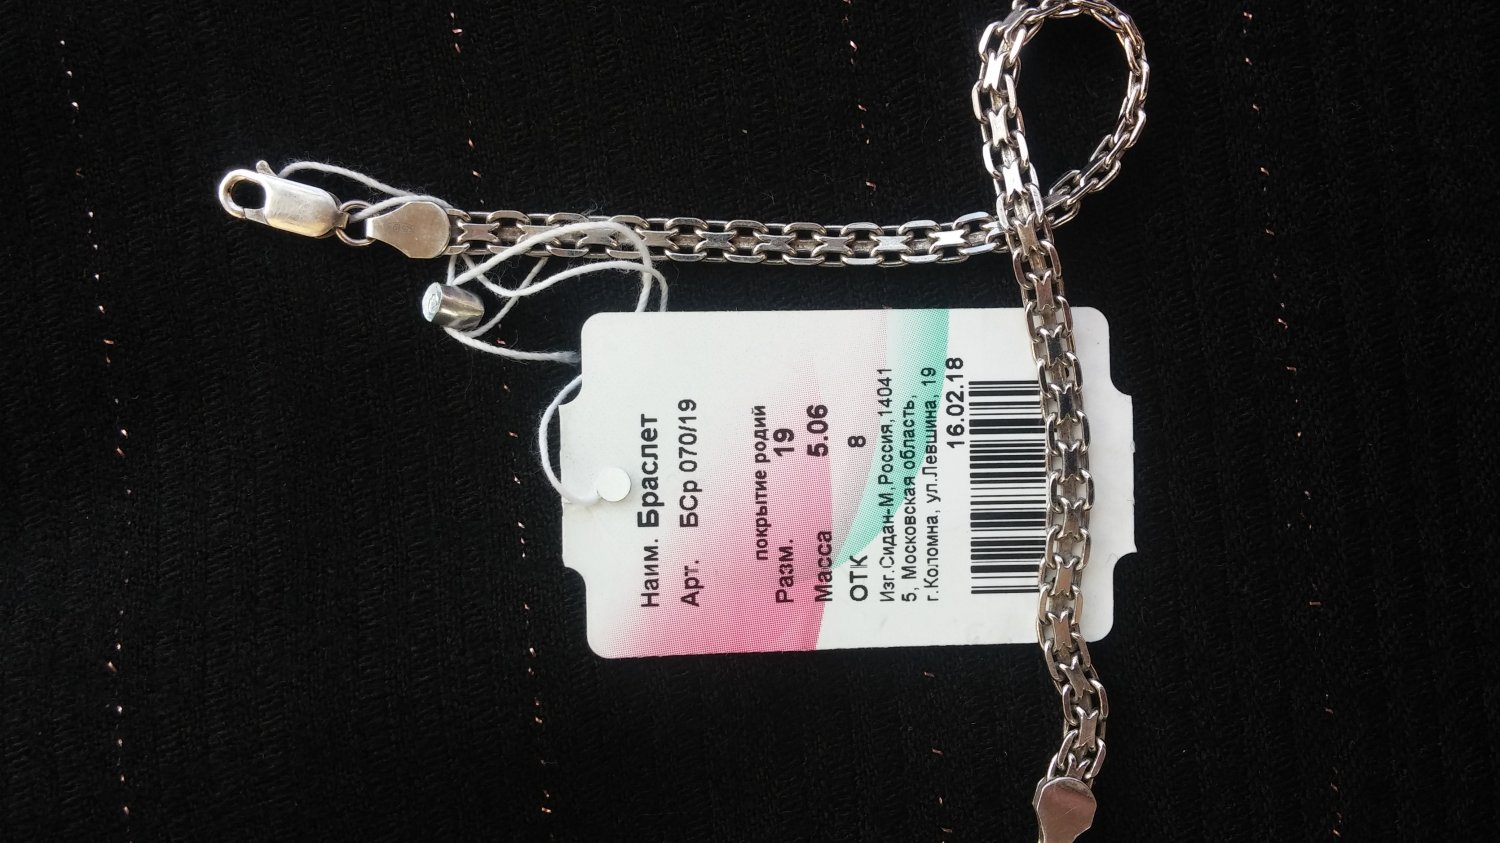 Наим. Браслет
Арт. БСр 070/19
покрытие родий
Разм. 19
Масса 5.06
ОТК 8
Изг.Сидан-М,Россия,14041
5, Московская область,
г.Коломна, ул.Левшина, 19
16.02.18